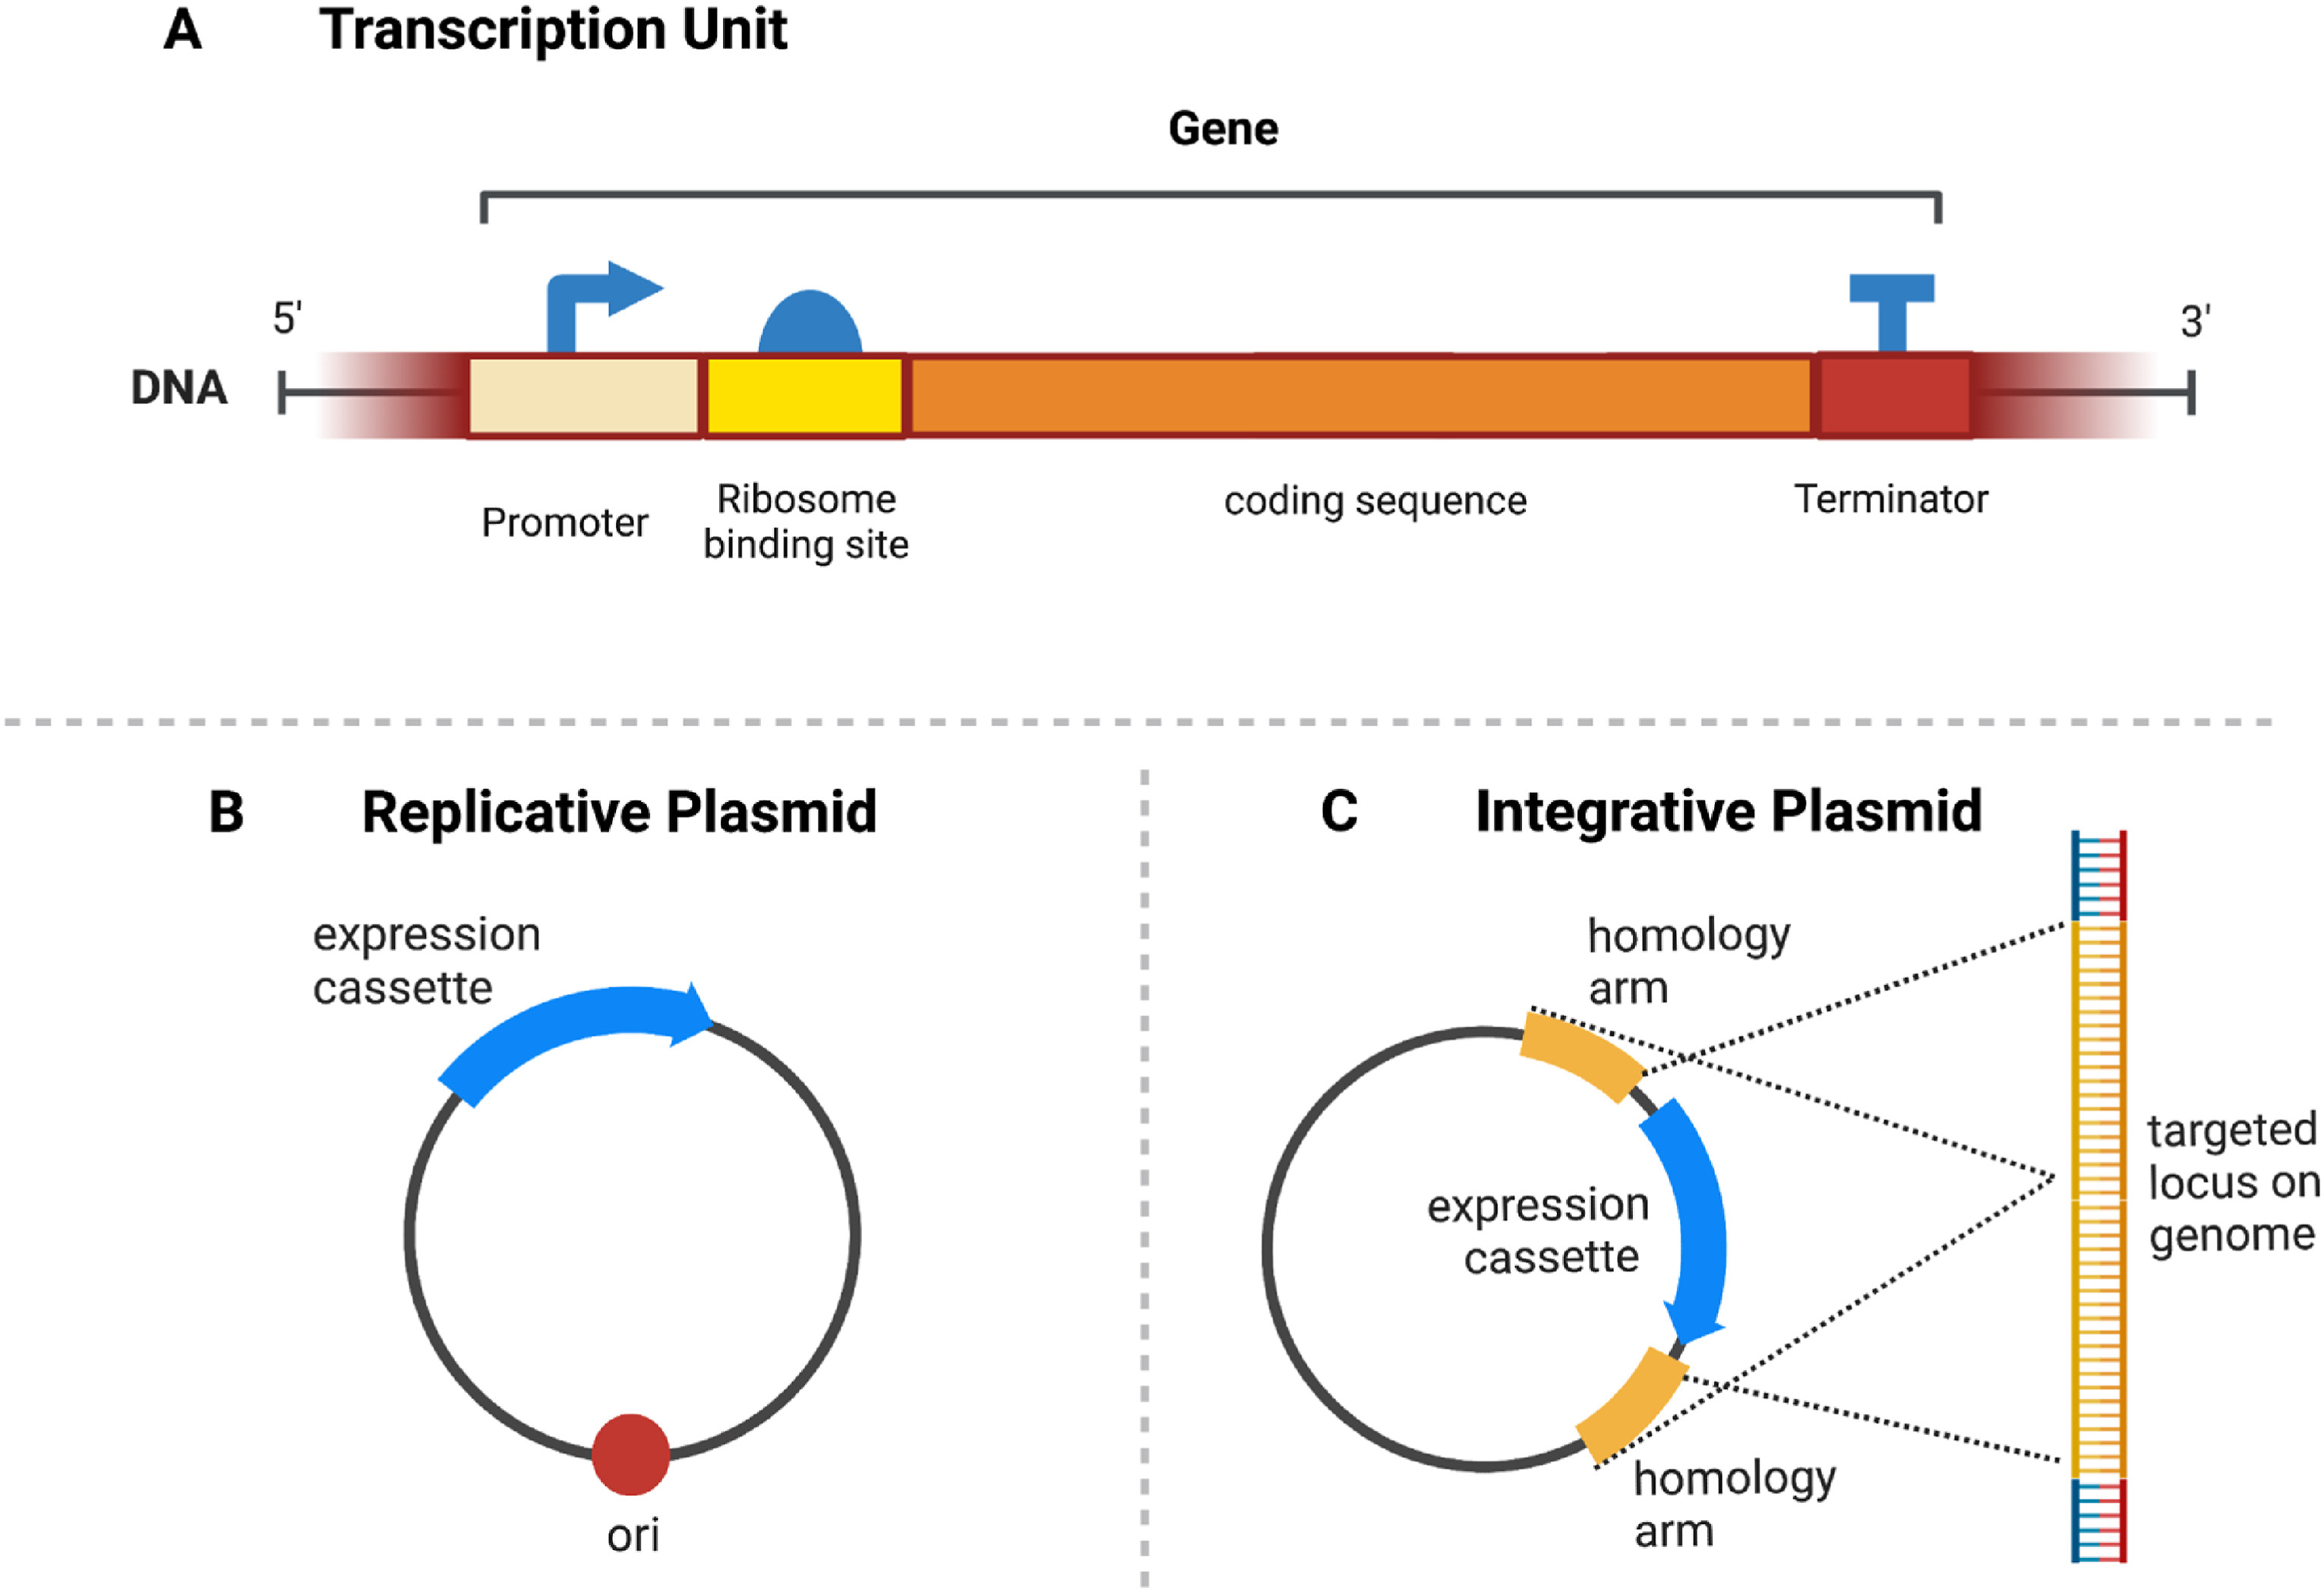 A Transcription Unit
Gene
5'
3'
DNA
Promoter
Ribosome
binding site
coding sequence
Terminator
B Replicative Plasmid
expression
cassette
ori
C Integrative Plasmid
homology
arm
expression
cassette
homology
arm
targeted
locus on
genome